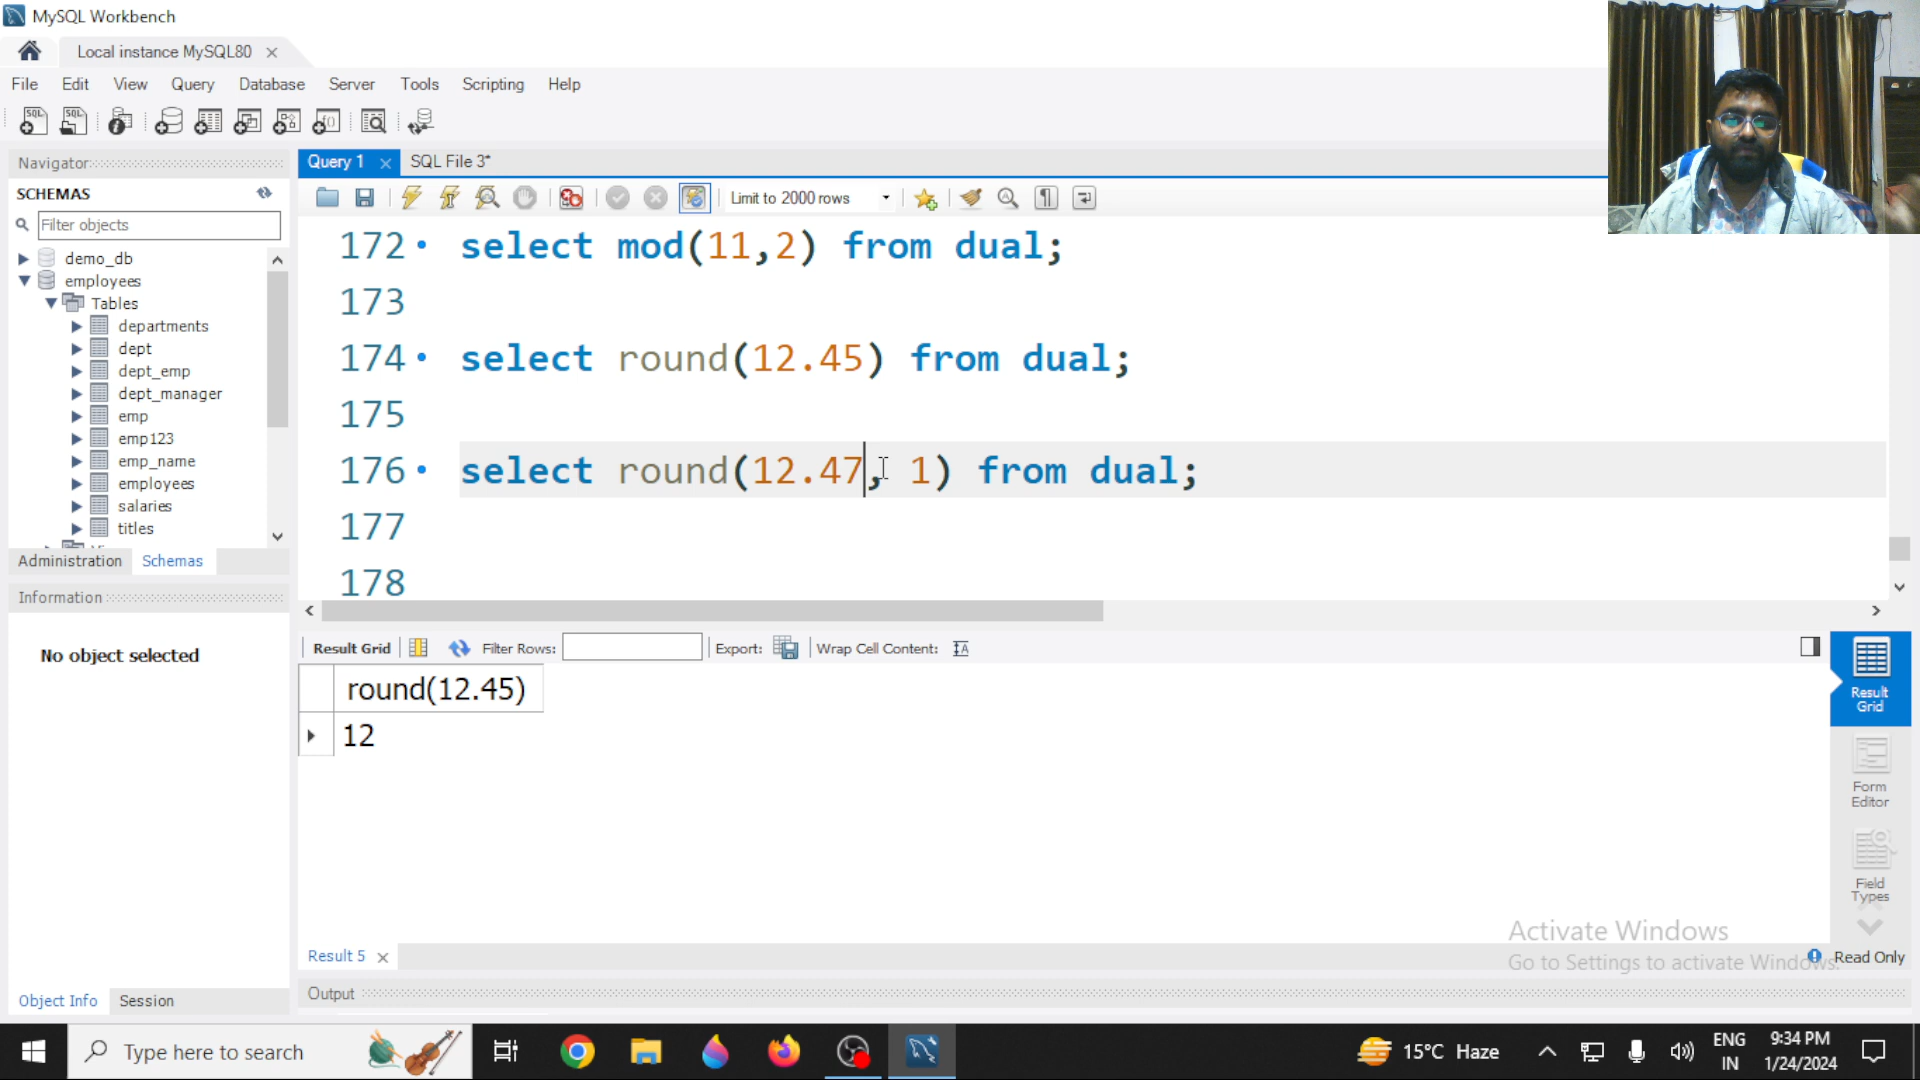 MySQL Workbench
Local instance MySQL80
File Edit View Query Database Server Tools Scripting Help
Navigator
SCHEMAS
Filter objects
demo_db
employees
Tables
departments
dept
dept_emp
dept_manager
emp
emp123
emp_name
employees
salaries
titles
Administration Schemas
Information
No object selected
Object Info Session
Query 1 SQL File 3*
Limit to 2000 rows
172 select mod(11,2) from dual;
173
174 select round(12.45) from dual;
175
176 select round(12.47, 1) from dual;
177
178
Result Grid Filter Rows: Export: Wrap Cell Content:
round(12.45)
12
Result Grid
Form Editor
Field Types
Activate Windows
Go to Settings to activate Windows.
Result 5
Read Only
Output
Type here to search
15°C Haze
ENG
IN
9:34 PM
1/24/2024